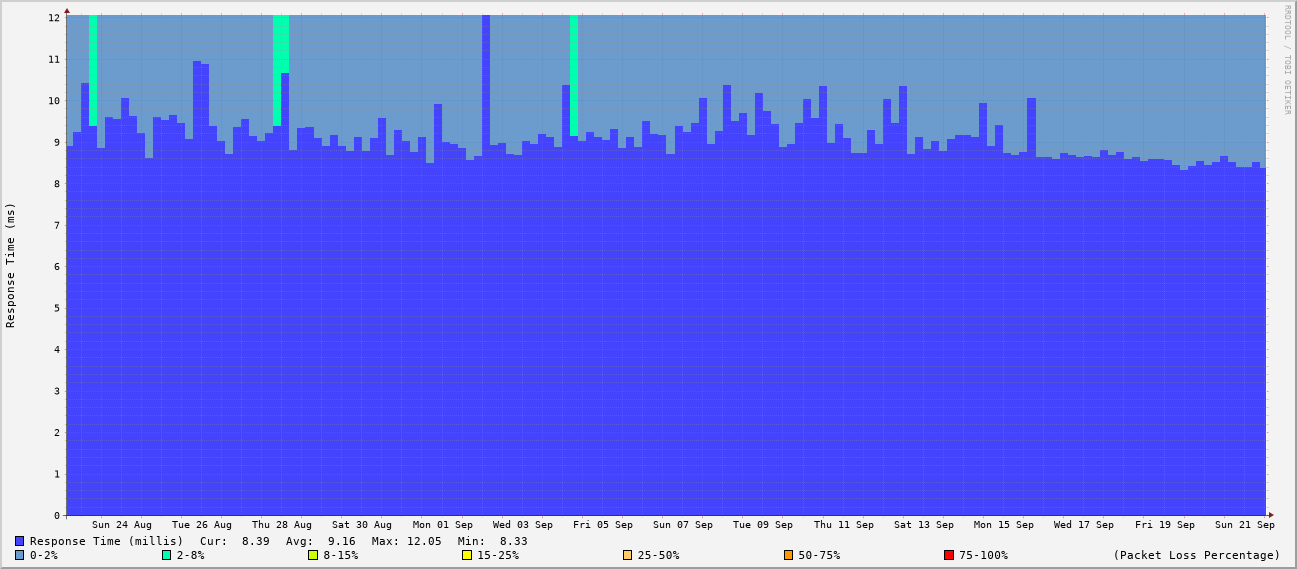 RRDTOOL / TOBI OETIKER
Response Time (ms)
12
11
10
9
8
7
6
5
4
3
2
1
0
Sun 24 Aug Tue 26 Aug Thu 28 Aug Sat 30 Aug Mon 01 Sep Wed 03 Sep Fri 05 Sep Sun 07 Sep Tue 09 Sep Thu 11 Sep Sat 13 Sep Mon 15 Sep Wed 17 Sep Fri 19 Sep Sun 21 Sep
Response Time (millis) Cur: 8.39 Avg: 9.16 Max: 12.05 Min: 8.33
0-2% 2-8% 8-15% 15-25% 25-50% 50-75% 75-100% (Packet Loss Percentage)